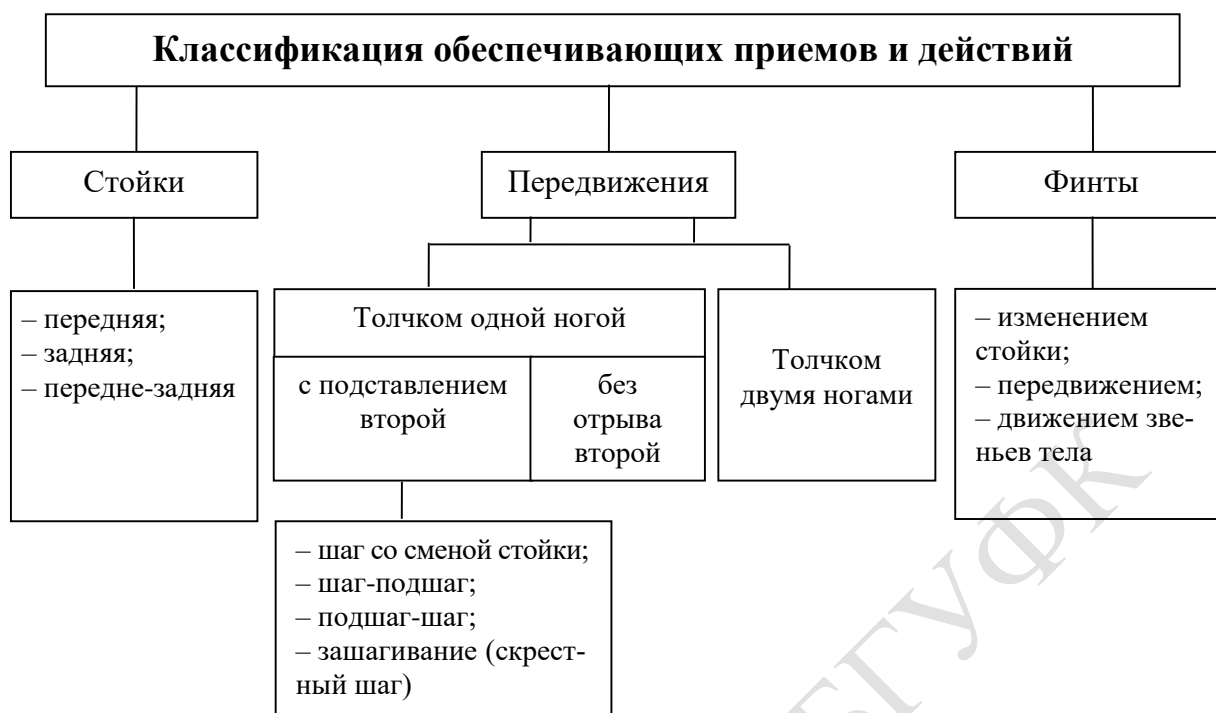 Классификация обеспечивающих приемов и действий
Стойки
Передвижения
Финты
– передняя;
– задняя;
– передне-задняя
Толчком одной ногой
с подставлением
второй
без
отрыва
второй
Толчком
двумя ногами
– изменением
стойки;
– передвижением;
– движением зве-
ньев тела
– шаг со сменой стойки;
– шаг-подшаг;
– подшаг-шаг;
– зашагивание (скрест-
ный шаг)
БГУФК